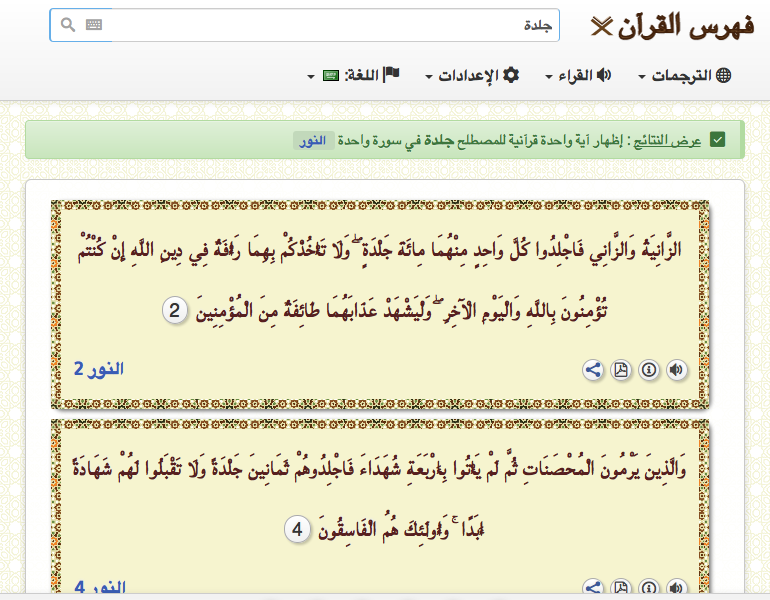 فهرس القرآن
جلدة
الترجمات
القراء
الإعدادات
اللغة:
عرض النتائج : إظهار آية واحدة قرآنية للمصطلح جلدة في سورة واحدة النور
الزَّانِيَةُ وَالزَّانِي فَاجْلِدُوا كُلَّ وَاحِدٍ مِنْهُمَا مِائَةَ جَلْدَةٍ ۖ وَلَا تَأْخُذْكُمْ بِهِمَا رَأْفَةٌ فِي دِينِ اللَّهِ إِنْ كُنْتُمْ
تُؤْمِنُونَ بِاللَّهِ وَالْيَوْمِ الْآخِرِ ۖ وَلْيَشْهَدْ عَذَابَهُمَا طَائِفَةٌ مِنَ الْمُؤْمِنِينَ 2
النور 2
وَالَّذِينَ يَرْمُونَ الْمُحْصَنَاتِ ثُمَّ لَمْ يَأْتُوا بِأَرْبَعَةِ شُهَدَاءَ فَاجْلِدُوهُمْ ثَمَانِينَ جَلْدَةً وَلَا تَقْبَلُوا لَهُمْ شَهَادَةً
أَبَدًا ۚ وَأُولَئِكَ هُمُ الْفَاسِقُونَ 4
النور 4